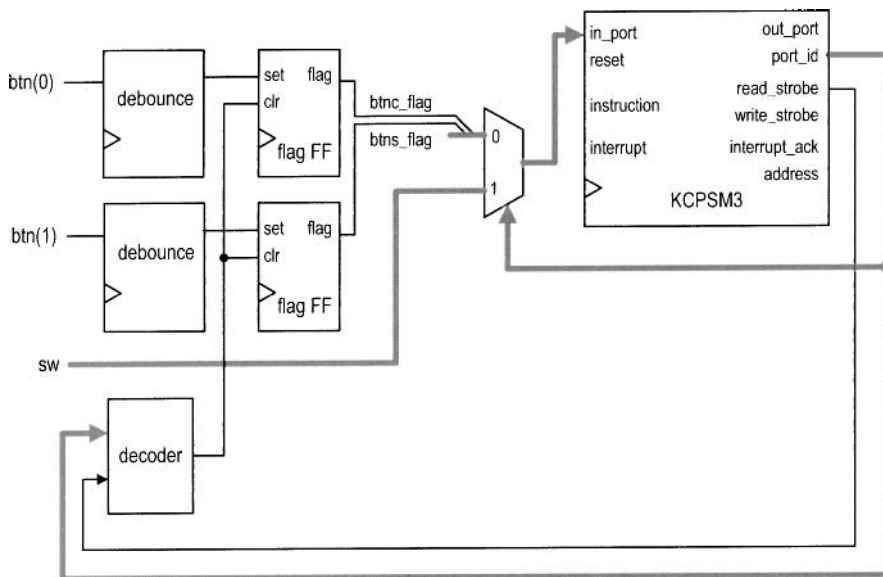 btn(0)
debounce
set
flag
clr
flag FF
btnc_flag
btns_flag
0
1
in_port
out_port
reset
port_id
read_strobe
instruction
write_strobe
interrupt
interrupt_ack
address
KCPSM3
btn(1)
debounce
set
flag
clr
flag FF
sw
decoder